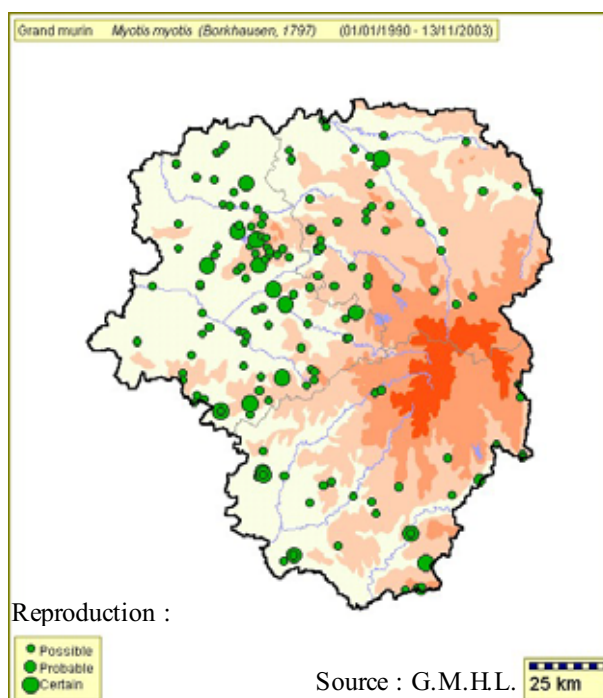 Grand murin Myotis myotis (Borkhausen, 1797) (01/01/1990 - 13/11/2003)
Reproduction :
Possible
Probable
Certain
Source : G.M.H.L.
25 km